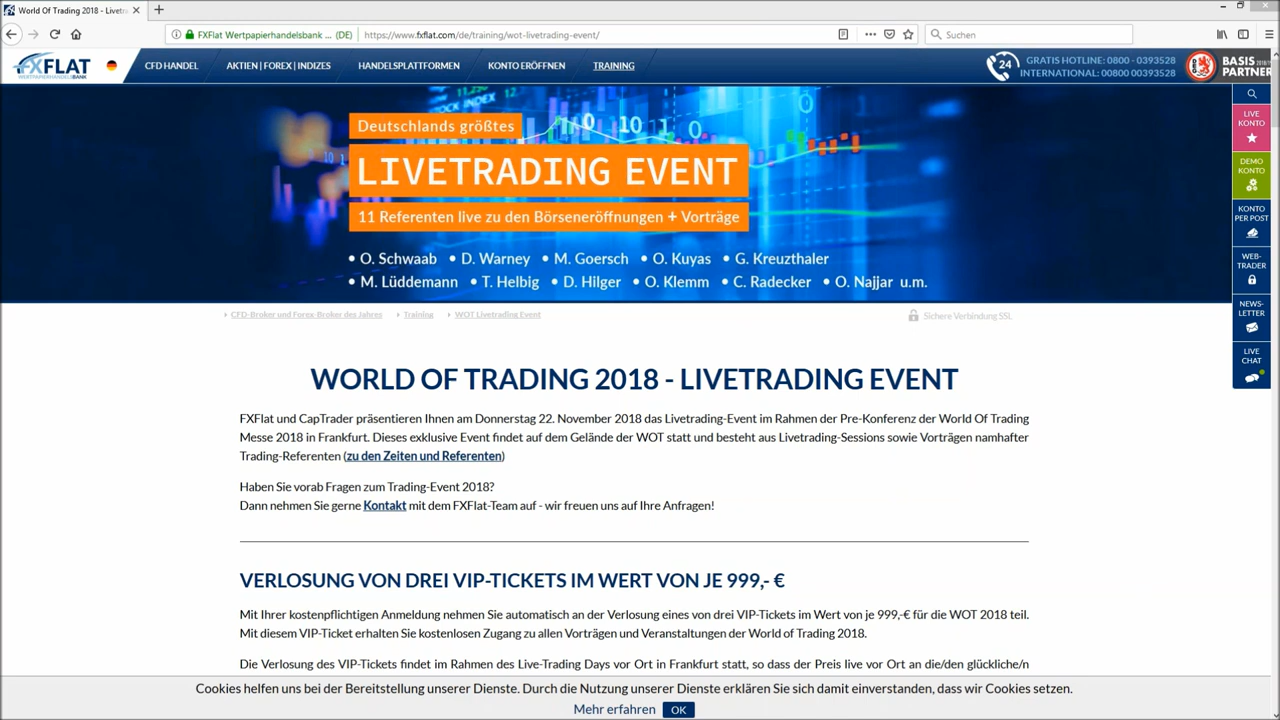 World Of Trading 2018 - Livetra
FXFlat Wertpapierhandelsbank ... (DE)
https://www.fxflat.com/de/training/wot-livetrading-event/
Suchen
FXFLAT
WERTPAPIERHANDELSBANK
CFD HANDEL
AKTIEN | FOREX | INDIZES
HANDELSPLATTFORMEN
KONTO ERÖFFNEN
TRAINING
24
GRATIS HOTLINE: 0800 - 0393528
INTERNATIONAL: 00800 00393528
BASIS
PARTNER
Deutschlands größtes
LIVETRADING EVENT
11 Referenten live zu den Börseneröffnungen + Vorträge
• O. Schwaab • D. Warney • M. Goersch • O. Kuyas • G. Kreuzthaler
• M. Lüddemann • T. Helbig • D. Hilger • O. Klemm • C. Radecker • O. Najjar u.m.
LIVE
KONTO
DEMO
KONTO
KONTO
PER POST
WEB-
TRADER
NEWS-
LETTER
LIVE
CHAT
CFD-Broker und Forex-Broker des Jahres
Training
WOT Livetrading Event
Sichere Verbindung SSL
WORLD OF TRADING 2018 - LIVETRADING EVENT
FXFlat und CapTrader präsentieren Ihnen am Donnerstag 22. November 2018 das Livetrading-Event im Rahmen der Pre-Konferenz der World Of Trading
Messe 2018 in Frankfurt. Dieses exklusive Event findet auf dem Gelände der WOT statt und besteht aus Livetrading-Sessions sowie Vorträgen namhafter
Trading-Referenten (zu den Zeiten und Referenten)
Haben Sie vorab Fragen zum Trading-Event 2018?
Dann nehmen Sie gerne Kontakt mit dem FXFlat-Team auf - wir freuen uns auf Ihre Anfragen!
VERLOSUNG VON DREI VIP-TICKETS IM WERT VON JE 999,- €
Mit Ihrer kostenpflichtigen Anmeldung nehmen Sie automatisch an der Verlosung eines von drei VIP-Tickets im Wert von je 999,-€ für die WOT 2018 teil.
Mit diesem VIP-Ticket erhalten Sie kostenlosen Zugang zu allen Vorträgen und Veranstaltungen der World of Trading 2018.
Die Verlosung des VIP-Tickets findet im Rahmen des Live-Trading Days vor Ort in Frankfurt statt, so dass der Preis live vor Ort an die/den glückliche/n
Cookies helfen uns bei der Bereitstellung unserer Dienste. Durch die Nutzung unserer Dienste erklären Sie sich damit einverstanden, dass wir Cookies setzen.
Mehr erfahren
OK